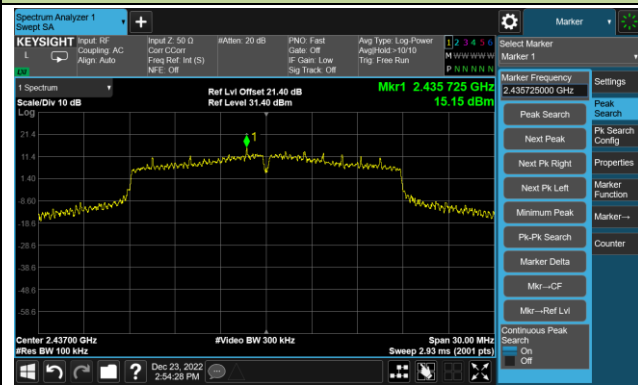 Spectrum Analyzer 1
Swept SA
Marker
KEYSIGHT
L
Input: RF
Coupling: AC
Align: Auto
Input Z: 50 Ω
Corr CCorr
Freq Ref: Int (S)
NFE: Off
#Atten: 20 dB
PNO: Fast
Gate: Off
IF Gain: Low
Sig Track: Off
Avg Type: Log-Power
Avg|Hold:>10/10
Trig: Free Run
1 2 3 4 5 6
M W W W W W
P N N N N N
Select Marker
Marker 1
1 Spectrum
Scale/Div 10 dB
Log
Ref Lvl Offset 21.40 dB
Ref Level 31.40 dBm
Mkr1 2.435 725 GHz
15.15 dBm
1
21.4
11.4
1.40
-8.60
-18.6
-28.6
-38.6
-48.6
-58.6
Center 2.43700 GHz
#Res BW 100 kHz
#Video BW 300 kHz
Span 30.00 MHz
Sweep 2.93 ms (2001 pts)
Marker Frequency
2.435725000 GHz
Peak Search
Next Peak
Next Pk Right
Next Pk Left
Minimum Peak
Pk-Pk Search
Marker Delta
Mkr→CF
Mkr→Ref Lvl
Continuous Peak
Search
On
Off
Settings
Peak
Search
Pk Search
Config
Properties
Marker
Function
Marker→
Counter
Dec 23, 2022
2:54:28 PM